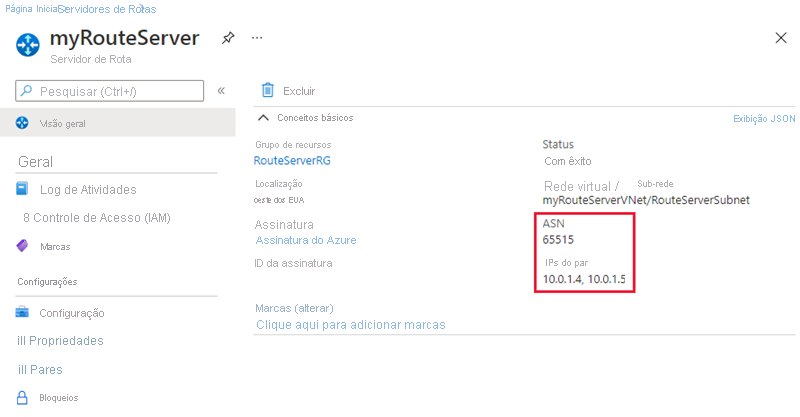 Página Inicial Servidores de Rotas
myRouteServer
Servidor de Rota
Pesquisar (Ctrl+/)
Visão geral
Geral
Log de Atividades
8 Controle de Acesso (IAM)
Marcas
Configurações
Configuração
ill Propriedades
ill Pares
Bloqueios
Excluir
Conceitos básicos
Exibição JSON
Grupo de recursos
RouteServerRG
Localização
oeste dos EUA
Assinatura
Assinatura do Azure
ID da assinatura
Status
Com êxito
Rede virtual / Sub-rede
myRouteServerVNet/RouteServerSubnet
ASN
65515
IPs do par
10.0.1.4, 10.0.1.5
Marcas (alterar)
Clique aqui para adicionar marcas